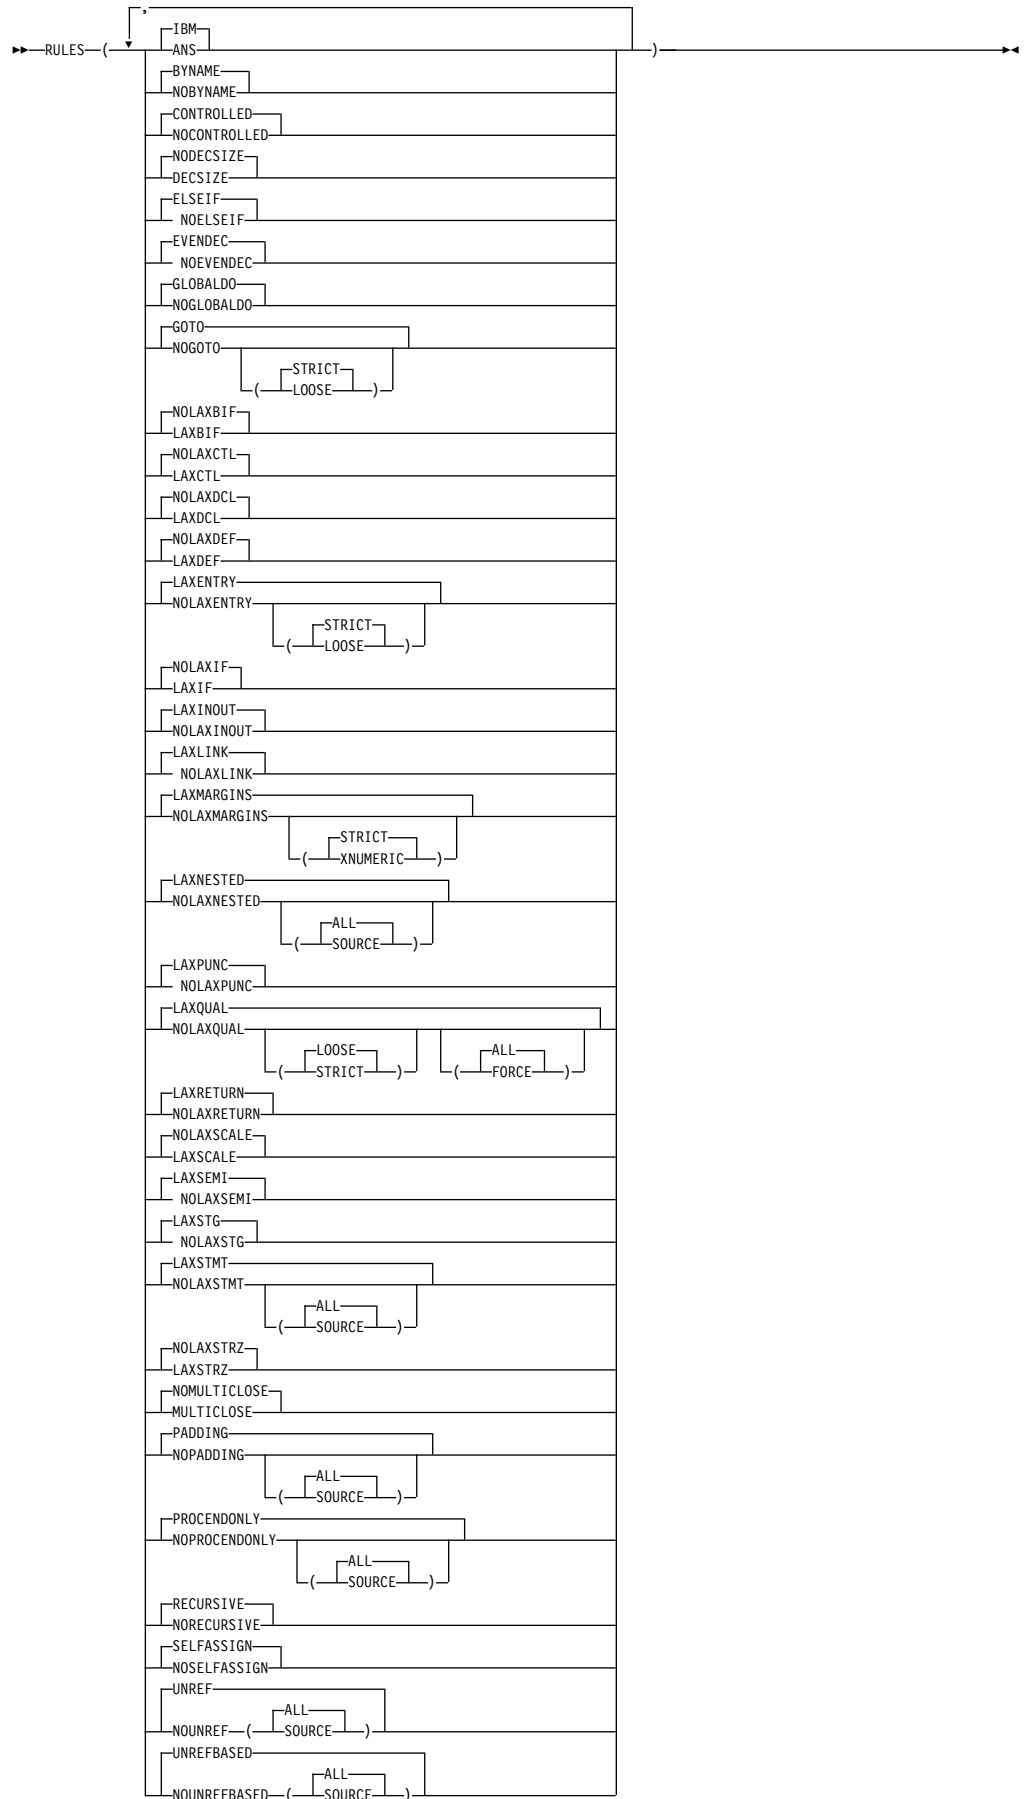 ,
IBM
RULES ( ANS )
BYNAME
NOBYNAME
CONTROLLED
NOCONTROLLED
NODECSIZE
DECSIZE
ELSEIF
NOELSEIF
EVENDEC
NOEVENDEC
GLOBALDO
NOGLOBALDO
GOTO
NOGOTO
STRICT
( LOOSE )
NOLAXBIF
LAXBIF
NOLAXCTL
LAXCTL
NOLAXDCL
LAXDCL
NOLAXDEF
LAXDEF
LAXENTRY
NOLAXENTRY
STRICT
( LOOSE )
NOLAXIF
LAXIF
LAXINOUT
NOLAXINOUT
LAXLINK
NOLAXLINK
LAXMARGINS
NOLAXMARGINS
STRICT
( XNUMERIC )
LAXNESTED
NOLAXNESTED
ALL
( SOURCE )
LAXPUNC
NOLAXPUNC
LAXQUAL
NOLAXQUAL
LOOSE ALL
( STRICT ) ( FORCE )
LAXRETURN
NOLAXRETURN
NOLAXSCALE
LAXSCALE
LAXSEMI
NOLAXSEMI
LAXSTG
NOLAXSTG
LAXSTMT
NOLAXSTMT
ALL
( SOURCE )
NOLAXSTRZ
LAXSTRZ
NOMULTICLOSE
MULTICLOSE
PADDING
NOPADDING
ALL
( SOURCE )
PROCENDONLY
NOPROCENDONLY
ALL
( SOURCE )
RECURSIVE
NORECURSIVE
SELFASSIGN
NOSELFASSIGN
UNREF
ALL
NOUNREF ( SOURCE )
UNREFBASED
ALL
NOUNREFBASED ( SOURCE )